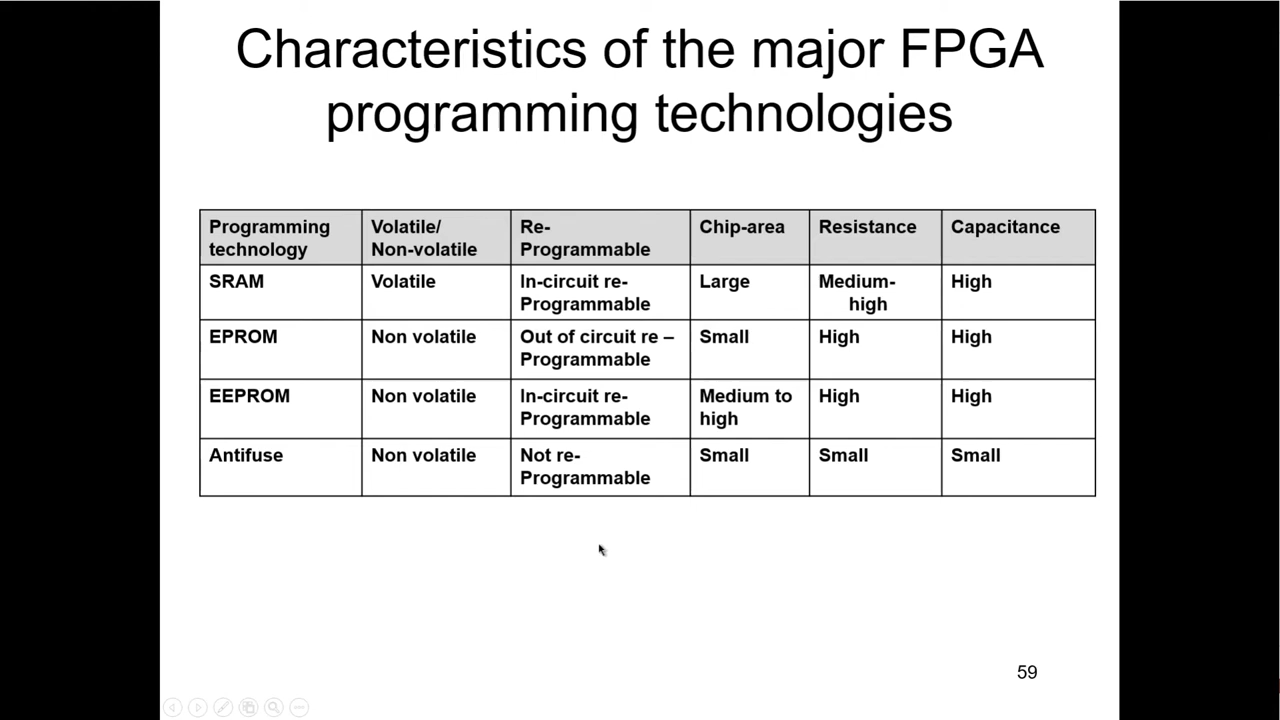 Characteristics of the major FPGA
programming technologies
Programming technology | Volatile/ Non-volatile | Re- Programmable | Chip-area | Resistance | Capacitance
SRAM | Volatile | In-circuit re- Programmable | Large | Medium- high | High
EPROM | Non volatile | Out of circuit re – Programmable | Small | High | High
EEPROM | Non volatile | In-circuit re- Programmable | Medium to high | High | High
Antifuse | Non volatile | Not re- Programmable | Small | Small | Small
59